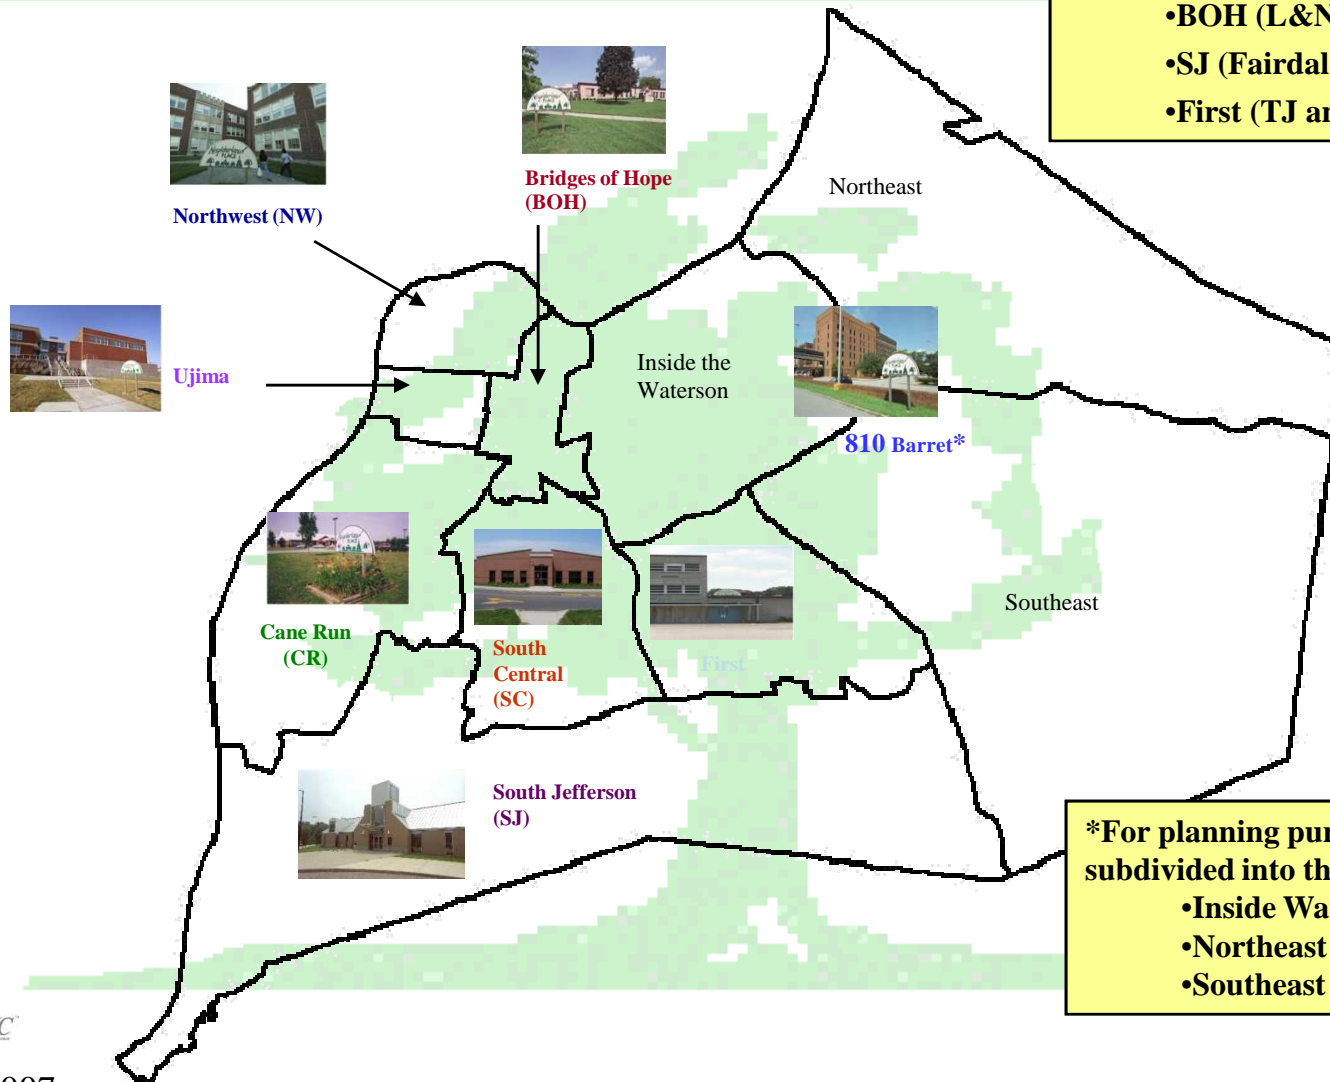 •BOH (L&N
•SJ (Fairdal
•First (TJ an
Northeast
Bridges of Hope
(BOH)
Northwest (NW)
Inside the
Waterson
Ujima
810 Barret*
Southeast
Cane Run
(CR)
South
Central
(SC)
First
South Jefferson
(SJ)
*For planning pur
subdivided into th
•Inside Wa
•Northeast
•Southeast